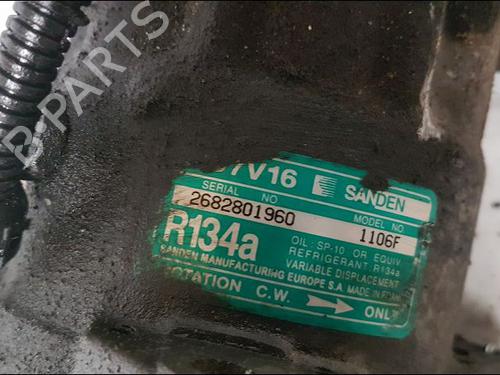 B-PARTS
7V16 SANDEN
SERIAL NO
2682801960
MODEL NO
1106F
R134a
OIL: SP-10 OR EQUIV
REFRIGERANT: R134a
VARIABLE DISPLACEMENT
SANDEN MANUFACTURING EUROPE S.A. MADE IN
ROTATION C.W. ONLY